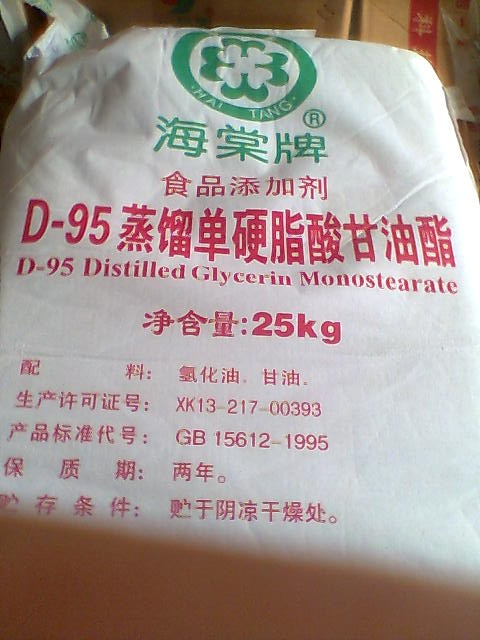 ·HAI TANG·
®
海棠牌
食品添加剂
D-95 蒸馏单硬脂酸甘油酯
D-95 Distilled Glycerin Monostearate
净含量:25kg
配 料: 氢化油、甘油.
生产许可证号: XK13-217-00393
产品标准代号: GB 15612-1995
保 质 期: 两年。
贮存条件: 贮于阴凉干燥处。
科